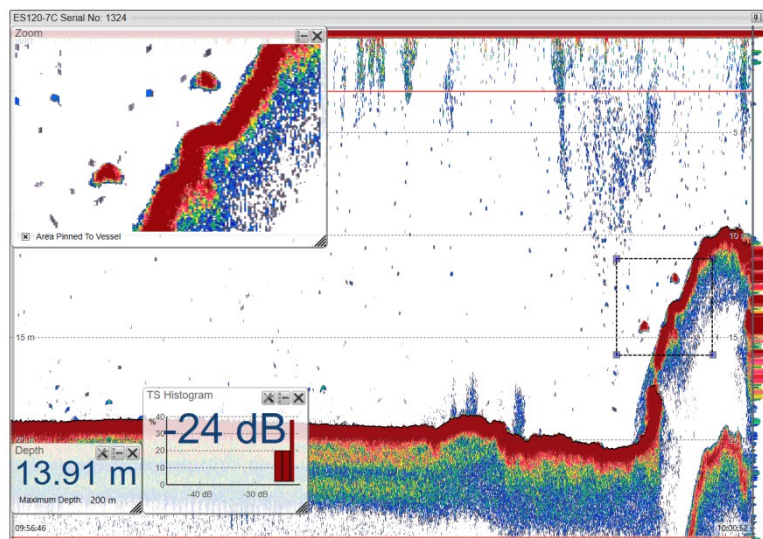 ES120-7C Serial No: 1324
Zoom
5 m
Area Pinned To Vessel
10 m
15 m
15 m
TS Histogram
-24 dB
%
40
30
20
10
0
-40 dB
-30 dB
20 m
Depth
13.91 m
Maximum Depth: 200 m
09:56:46
10:00:52